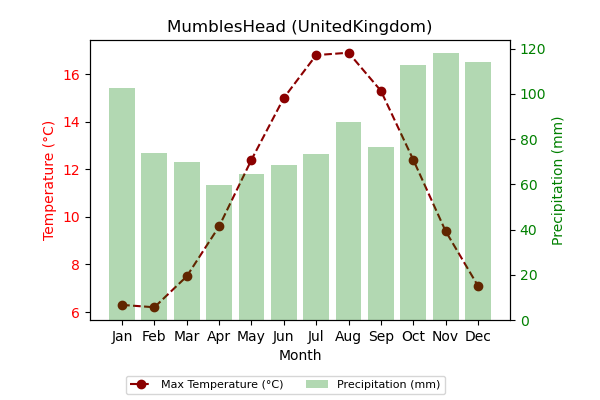 MumblesHead (UnitedKingdom)
Temperature (°C)
16
14
12
10
8
6
120
100
80
60
40
20
0
Precipitation (mm)
Jan Feb Mar Apr May Jun Jul Aug Sep Oct Nov Dec
Month
Max Temperature (°C) Precipitation (mm)